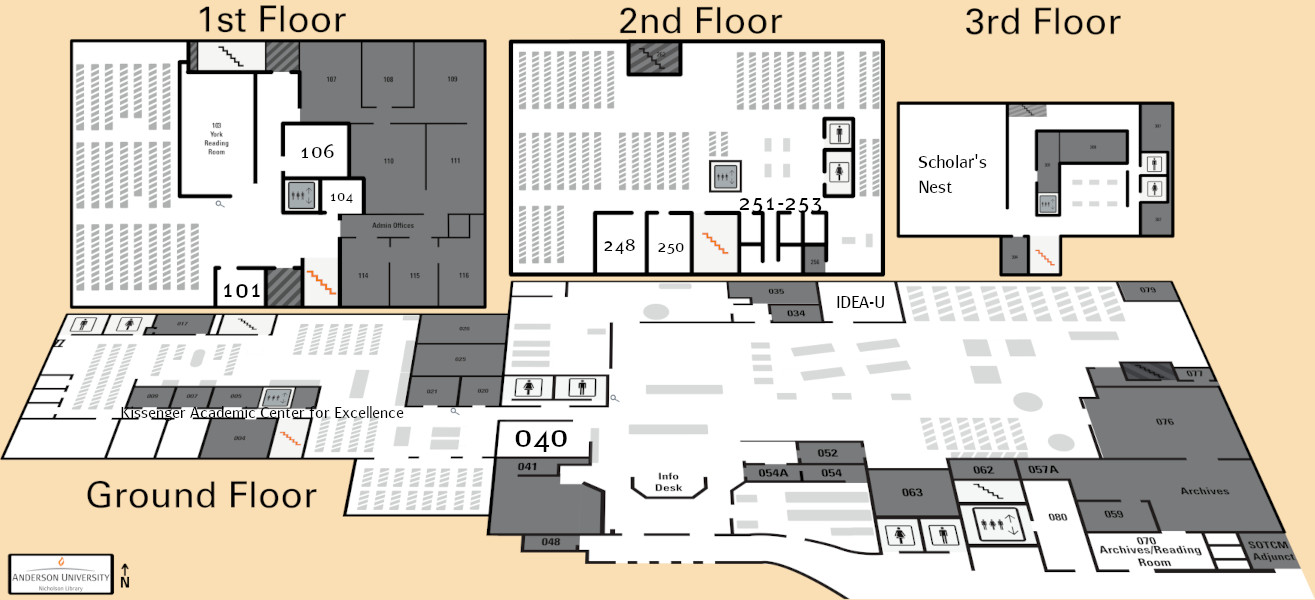 1st Floor
2nd Floor
3rd Floor
107
108
109
103
York
Reading
Room
106
110
111
104
Admin Offices
101
114
115
116
251-253
248
250
Scholar's
Nest
035
034
IDEA-U
079
017
025
021
007
005
004
Kissenger Academic Center for Excellence
040
041
048
Info
Desk
052
054A
054
063
062
057A
077
076
Archives
059
080
070
Archives/Reading
Room
SOTCM
Adjunct
Ground Floor
ANDERSON UNIVERSITY
Nicholson Library
N